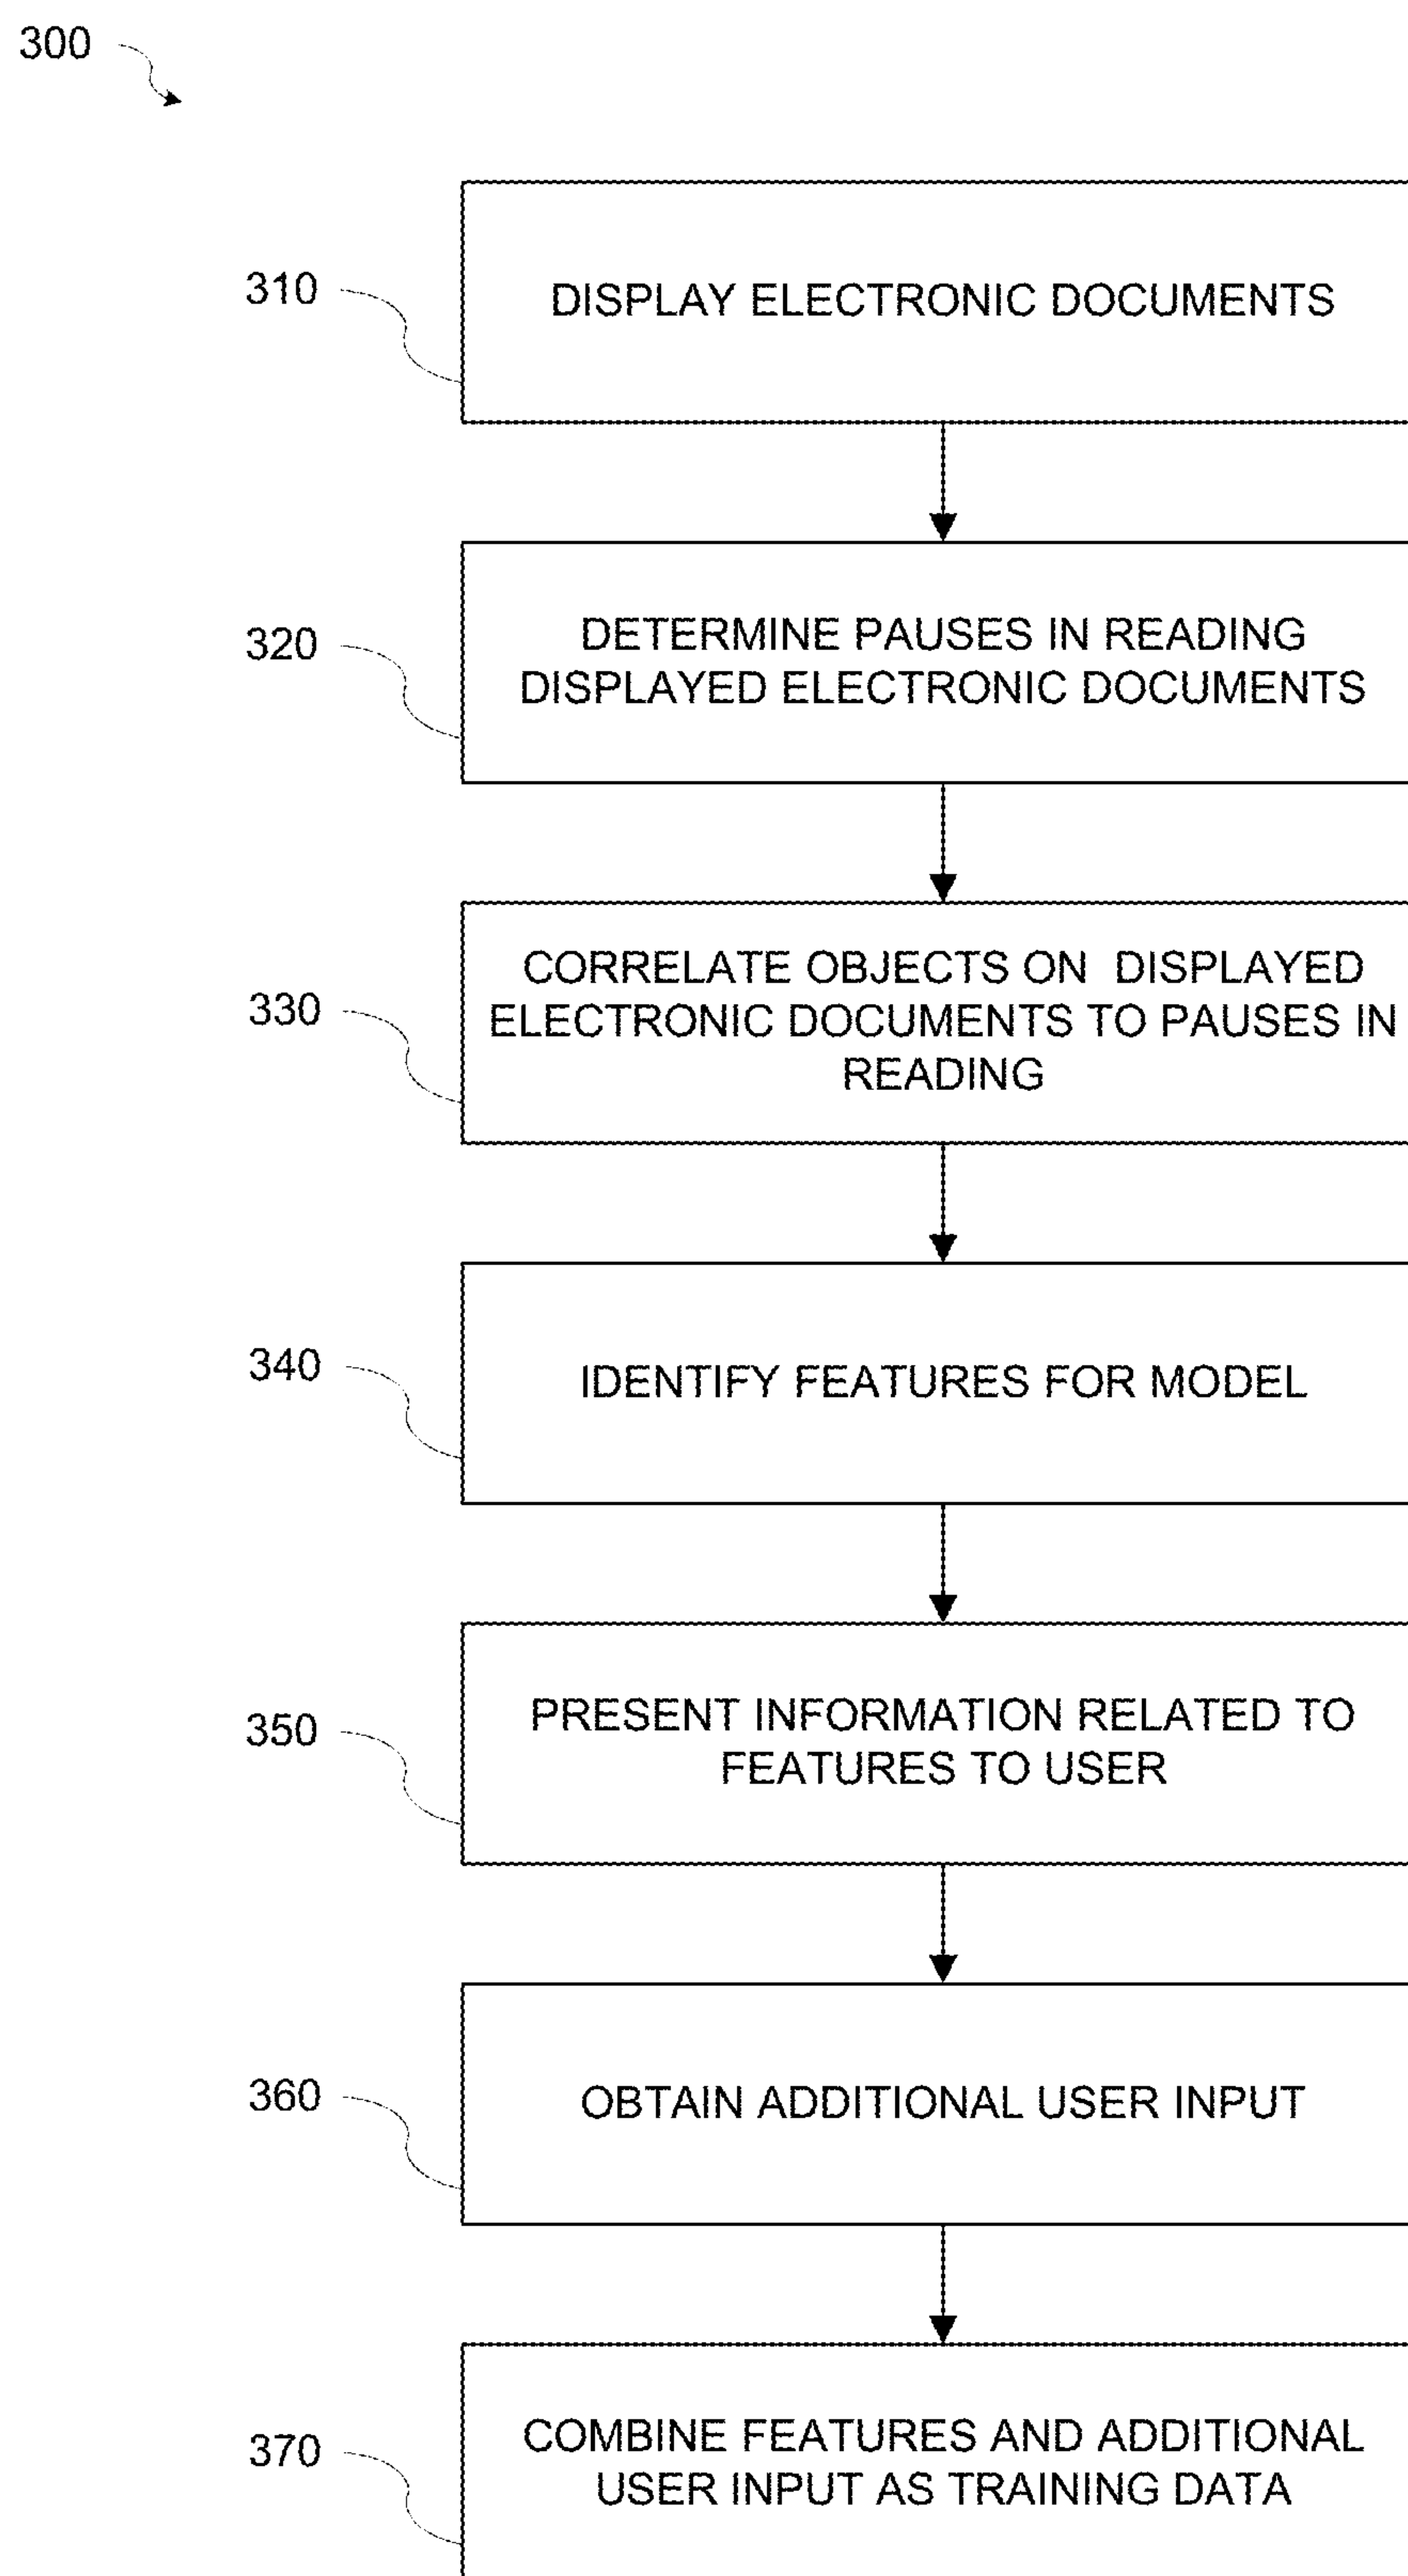 300
310
DISPLAY ELECTRONIC DOCUMENTS
320
DETERMINE PAUSES IN READING
DISPLAYED ELECTRONIC DOCUMENTS
330
CORRELATE OBJECTS ON DISPLAYED
ELECTRONIC DOCUMENTS TO PAUSES IN
READING
340
IDENTIFY FEATURES FOR MODEL
350
PRESENT INFORMATION RELATED TO
FEATURES TO USER
360
OBTAIN ADDITIONAL USER INPUT
370
COMBINE FEATURES AND ADDITIONAL
USER INPUT AS TRAINING DATA